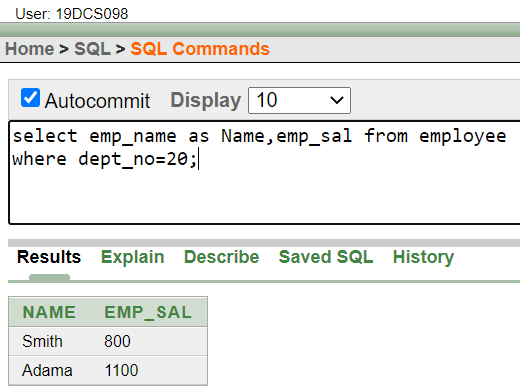 User: 19DCS098
Home > SQL > SQL Commands
Autocommit Display 10
select emp_name as Name,emp_sal from employee
where dept_no=20;
Results Explain Describe Saved SQL History
NAME EMP_SAL
Smith 800
Adama 1100